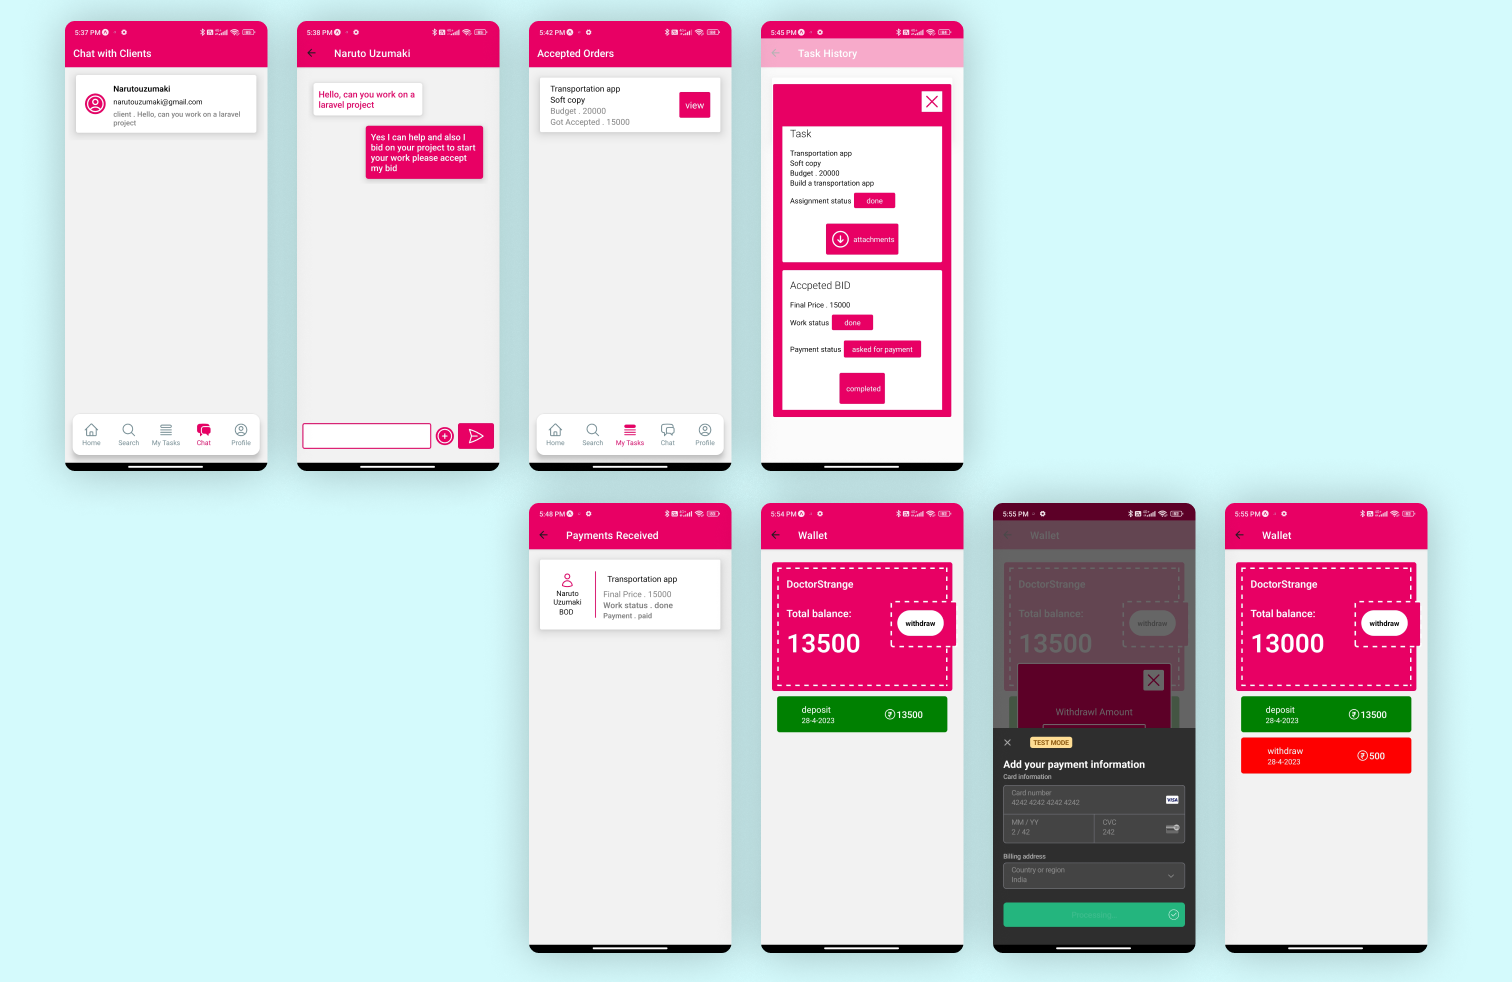 5:37 PM
Chat with Clients
Narutouzumaki
narutouzumaki@gmail.com
client . Hello, can you work on a laravel
project
Home
Search
My Tasks
Chat
Profile
5:38 PM
Naruto Uzumaki
Hello, can you work on a
laravel project
Yes I can help and also I
bid on your project to start
your work please accept
my bid
5:42 PM
Accepted Orders
Transportation app
Soft copy
Budget . 20000
Got Accepted . 15000
view
Home
Search
My Tasks
Chat
Profile
5:45 PM
Task History
Task
Transportation app
Soft copy
Budget . 20000
Build a transportation app
Assignment status
done
attachments
Accpeted BID
Final Price . 15000
Work status
done
Payment status
asked for payment
completed
5:48 PM
Payments Received
Naruto
Uzumaki
BOD
Transportation app
Final Price . 15000
Work status . done
Payment . paid
5:54 PM
Wallet
DoctorStrange
Total balance:
13500
withdraw
deposit
28-4-2023
₹13500
5:55 PM
Wallet
DoctorStrange
Total balance:
13500
withdraw
Withdrawl Amount
TEST MODE
Add your payment information
Card information
Card number
4242 4242 4242 4242
VISA
MM / YY
2 / 42
CVC
242
Billing address
Country or region
India
Processing...
5:55 PM
Wallet
DoctorStrange
Total balance:
13000
withdraw
deposit
28-4-2023
₹13500
withdraw
28-4-2023
₹500